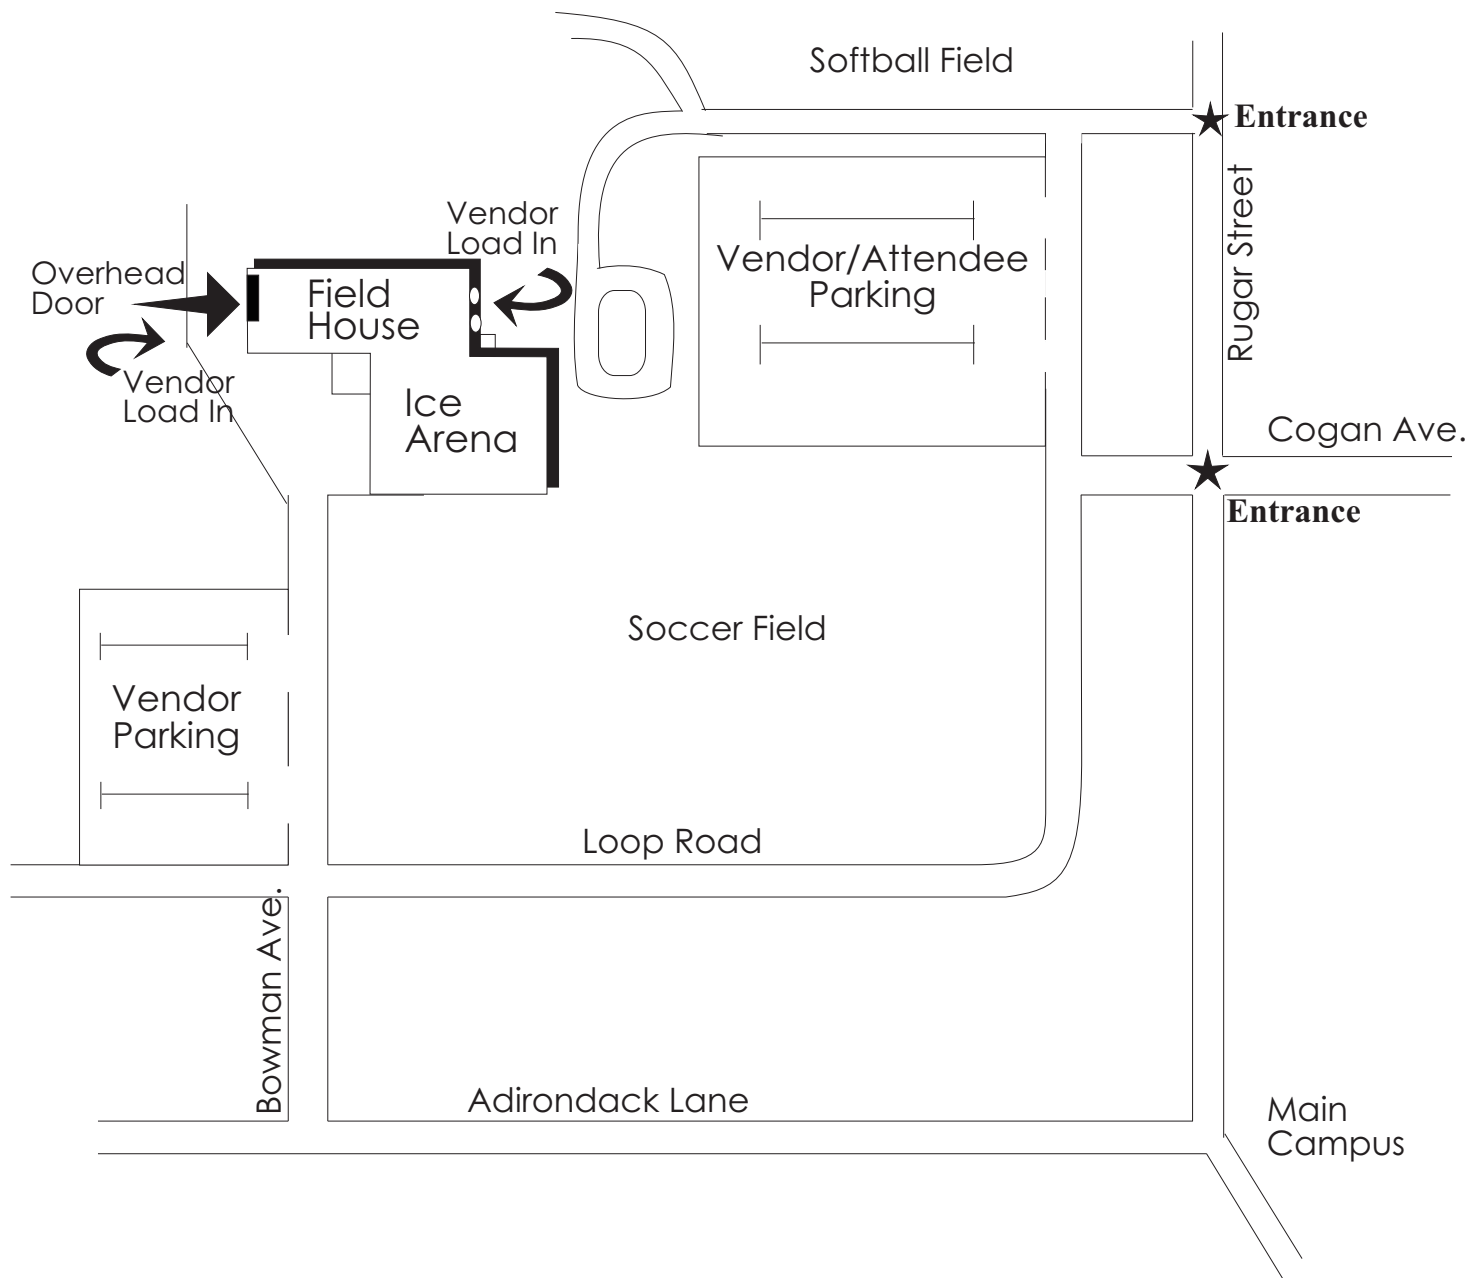 Softball Field
Entrance
Rugar Street
Vendor
Load In
Overhead
Door
Field
House
Vendor/Attendee
Parking
Vendor
Load In
Ice
Arena
Cogan Ave.
Entrance
Soccer Field
Vendor
Parking
Loop Road
Bowman Ave.
Adirondack Lane
Main
Campus